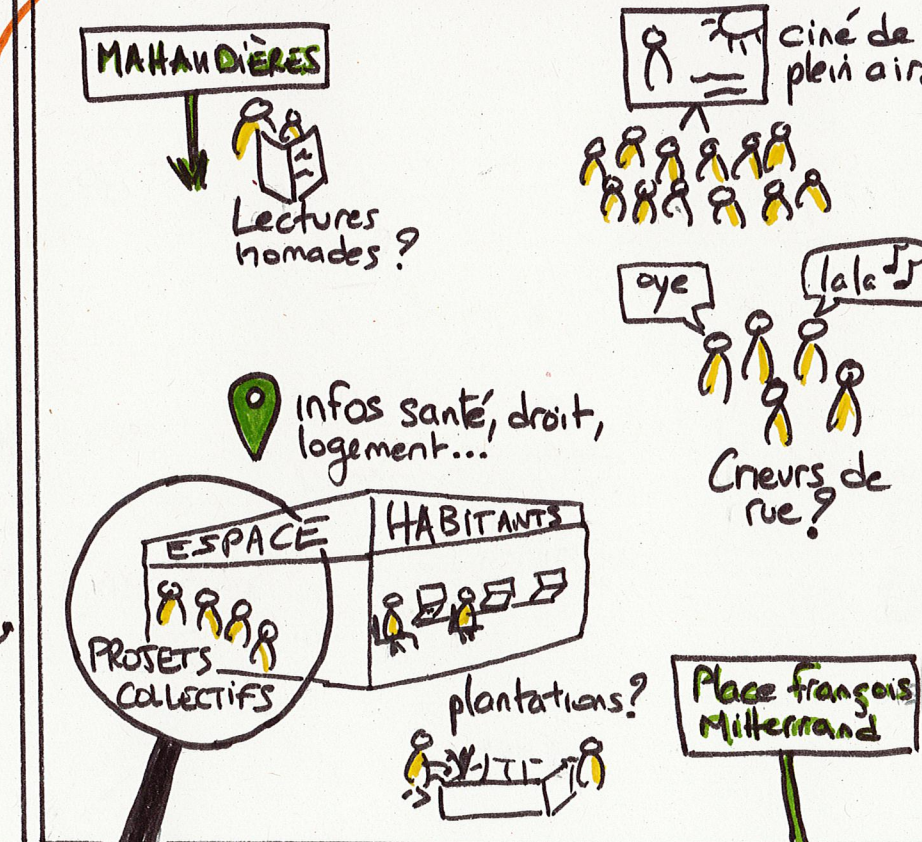 MAHAUDIÈRES
Lectures
nomades ?
ciné de
plein air
oye
lala
Crieurs de
rue ?
infos santé, droit,
logement...
ESPACE
HABITANTS
PROJETS
COLLECTIFS
plantations ?
Place françois
Mitterrand